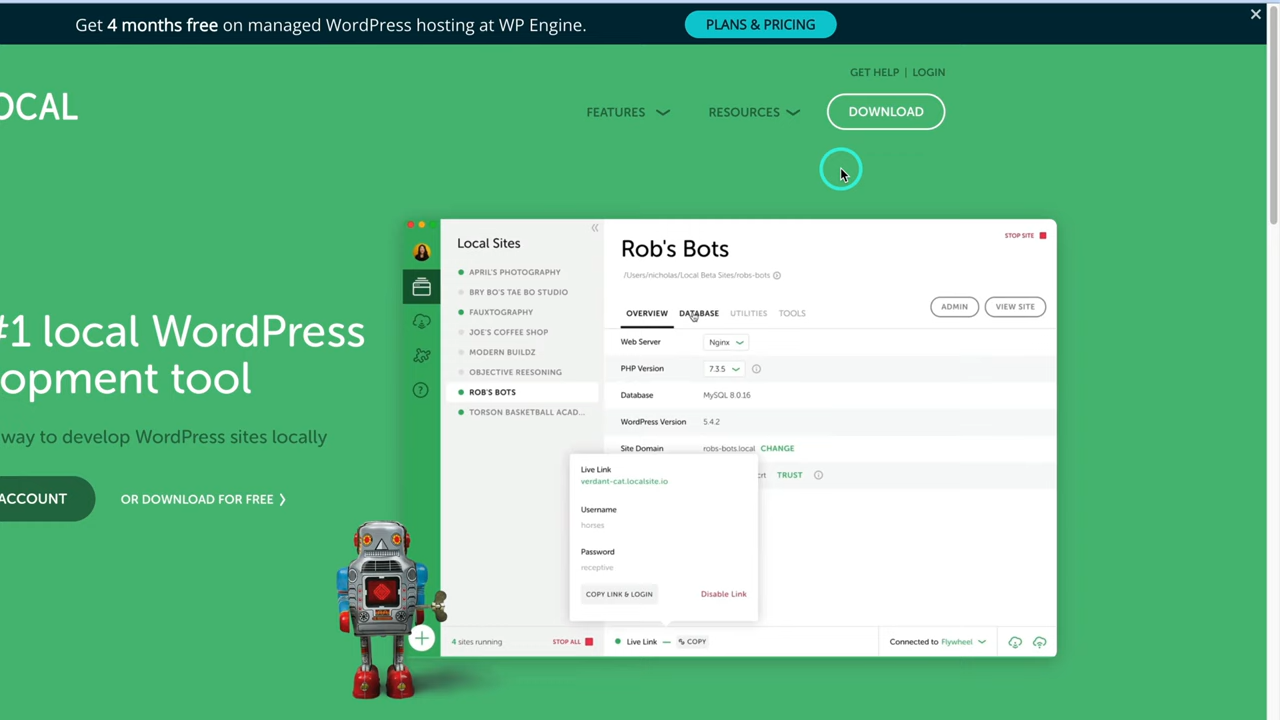 Get 4 months free on managed WordPress hosting at WP Engine.
PLANS & PRICING
GET HELP | LOGIN
OCAL
FEATURES
RESOURCES
DOWNLOAD
#1 local WordPress
opment tool
way to develop WordPress sites locally
ACCOUNT
OR DOWNLOAD FOR FREE
Local Sites
APRIL'S PHOTOGRAPHY
BRY BO'S TAE BO STUDIO
FAUXTOGRAPHY
JOE'S COFFEE SHOP
MODERN BUILDZ
OBJECTIVE REASONING
ROB'S BOTS
TORSON BASKETBALL ACAD...
4 sites running
STOP ALL
STOP SITE
Rob's Bots
/Users/nicholas/Local Beta Sites/robs-bots
OVERVIEW
DATABASE
UTILITIES
TOOLS
ADMIN
VIEW SITE
Web Server
Nginx
PHP Version
7.3.5
Database
MySQL 8.0.16
WordPress Version
5.4.2
Site Domain
robs-bots.local
CHANGE
crt
TRUST
Live Link
verdant-cat.localsite.io
Username
horses
Password
receptive
COPY LINK & LOGIN
Disable Link
Live Link
COPY
Connected to Flywheel